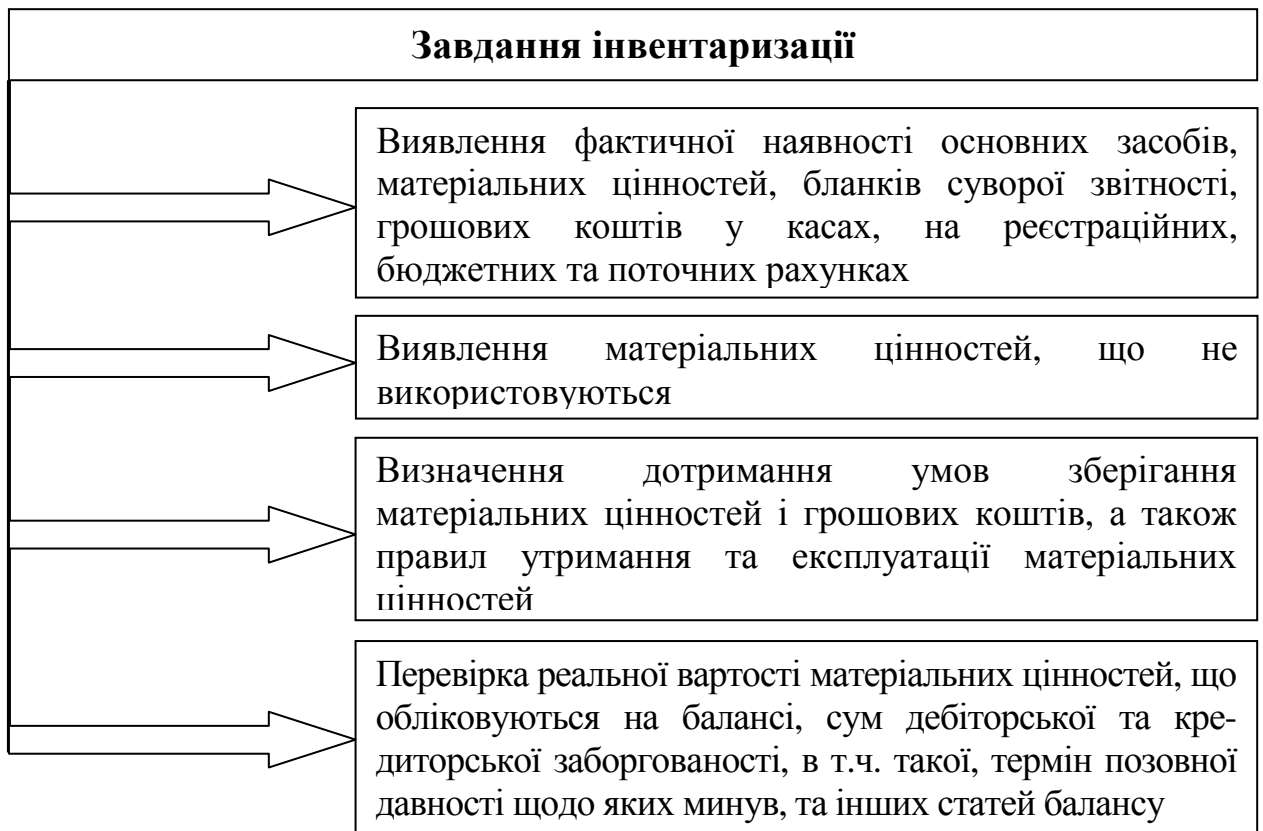 Завдання інвентаризації
Виявлення фактичної наявності основних засобів,
матеріальних цінностей, бланків суворої звітності,
грошових коштів у касах, на реєстраційних,
бюджетних та поточних рахунках
Виявлення матеріальних цінностей, що не
використовуються
Визначення дотримання умов зберігання
матеріальних цінностей і грошових коштів, а також
правил утримання та експлуатації матеріальних
цінностей
Перевірка реальної вартості матеріальних цінностей, що
обліковуються на балансі, сум дебіторської та кре-
диторської заборгованості, в т.ч. такої, термін позовної
давності щодо яких минув, та інших статей балансу